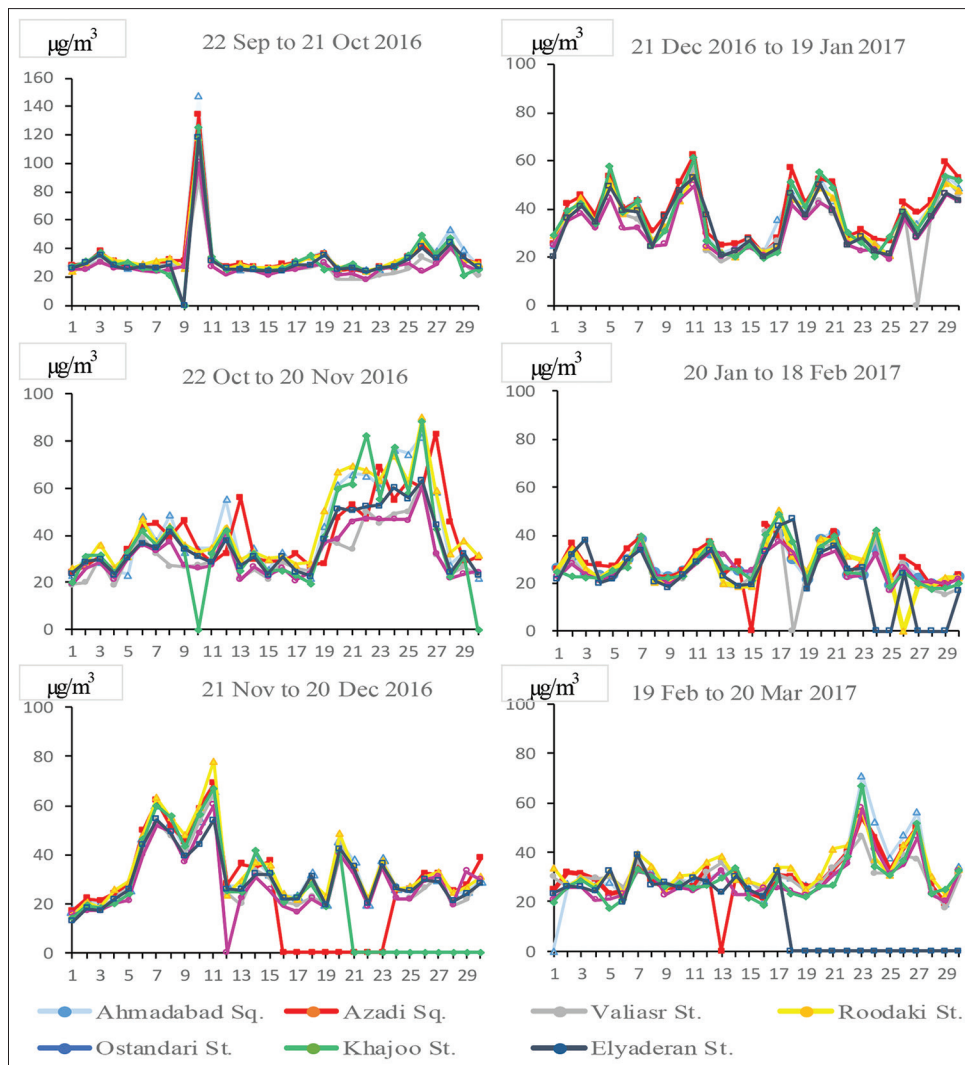 μg/m³
22 Sep to 21 Oct 2016
160
140
120
100
80
60
40
20
0
1 3 5 7 9 11 13 15 17 19 21 23 25 27 29
μg/m³
21 Dec 2016 to 19 Jan 2017
100
80
60
40
20
0
1 3 5 7 9 11 13 15 17 19 21 23 25 27 29
μg/m³
22 Oct to 20 Nov 2016
100
80
60
40
20
0
1 3 5 7 9 11 13 15 17 19 21 23 25 27 29
μg/m³
20 Jan to 18 Feb 2017
100
80
60
40
20
0
1 3 5 7 9 11 13 15 17 19 21 23 25 27 29
μg/m³
21 Nov to 20 Dec 2016
100
80
60
40
20
0
1 3 5 7 9 11 13 15 17 19 21 23 25 27 29
μg/m³
19 Feb to 20 Mar 2017
100
80
60
40
20
0
1 3 5 7 9 11 13 15 17 19 21 23 25 27 29
Ahmadabad Sq. Azadi Sq. Valiasr St. Roodaki St.
Ostandari St. Khajoo St. Elyaderan St.